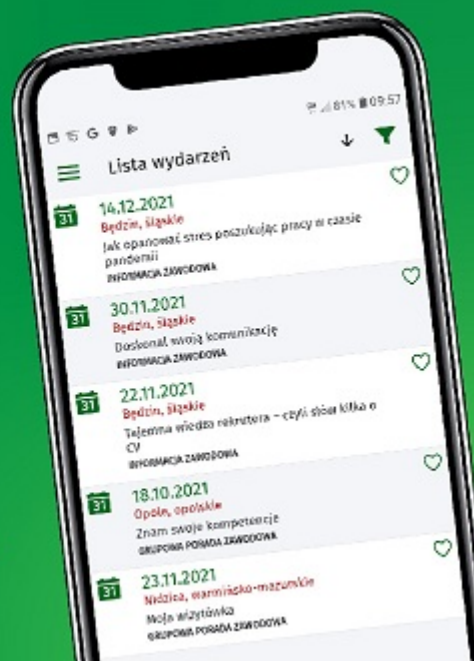 81% 09:57
Lista wydarzeń
31 14.12.2021
Będzin, śląskie
Jak opanować stres poszukując pracy w czasie
pandemii
INFORMACJA ZAWODOWA
31 30.11.2021
Będzin, śląskie
Doskonal swoją komunikację
INFORMACJA ZAWODOWA
31 22.11.2021
Będzin, śląskie
Tajemna wiedza rekrutera – czyli słów kilka o
CV
INFORMACJA ZAWODOWA
31 18.10.2021
Opole, opolskie
Znam swoje kompetencje
GRUPOWA PORADA ZAWODOWA
31 23.11.2021
Nidzica, warmińsko-mazurskie
Moja wizytówka
GRUPOWA PORADA ZAWODOWA